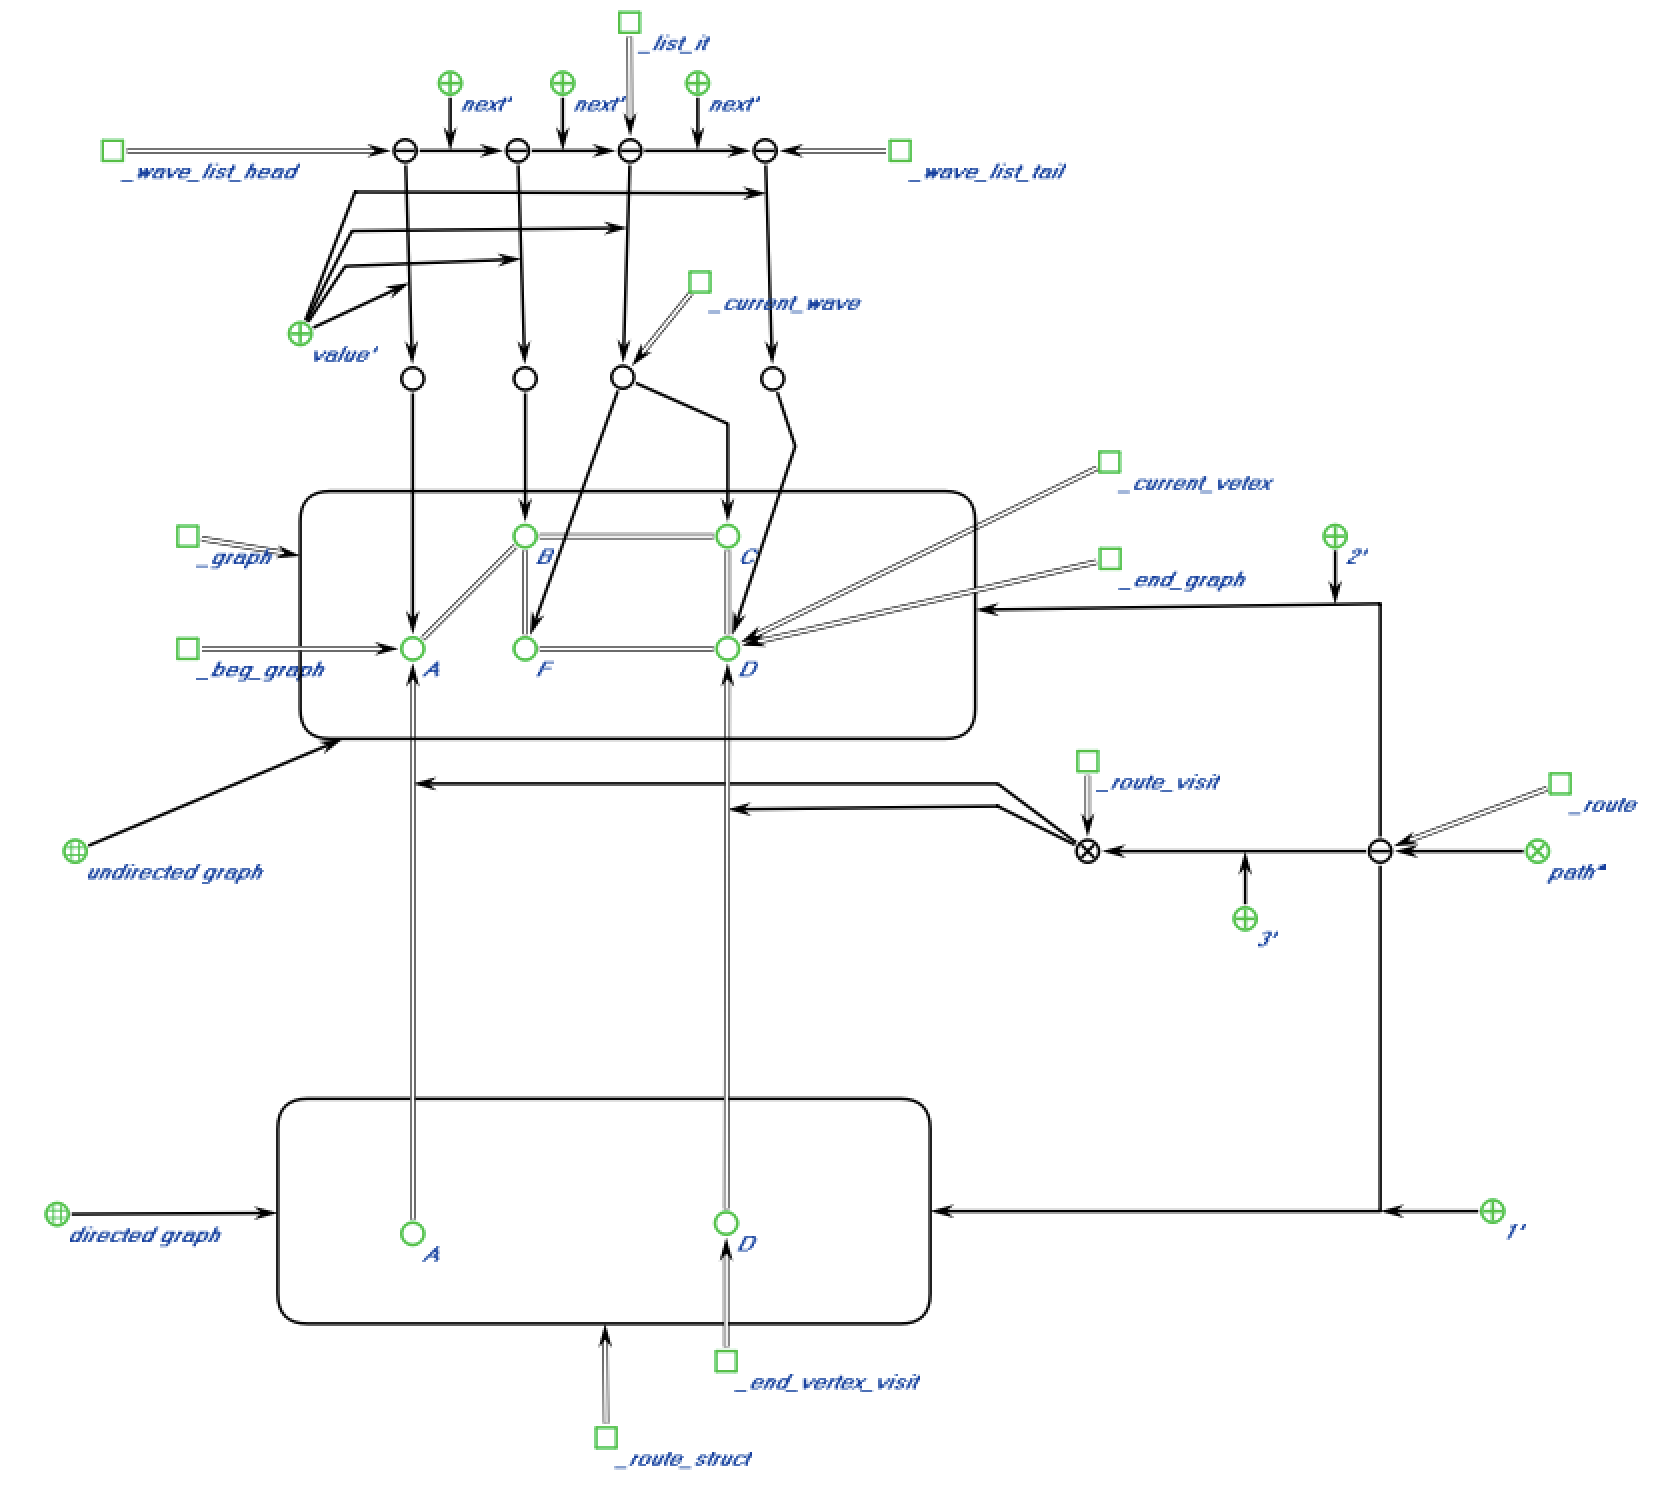 _list_it
next'
next'
next'
_wave_list_head
_wave_list_tail
_current_wave
value'
_current_vetex
_graph
B
C
2'
_end_graph
_beg_graph
A
F
D
_route_visit
_route
undirected graph
path*
3'
directed graph
A
D
1'
_end_vertex_visit
_route_struct